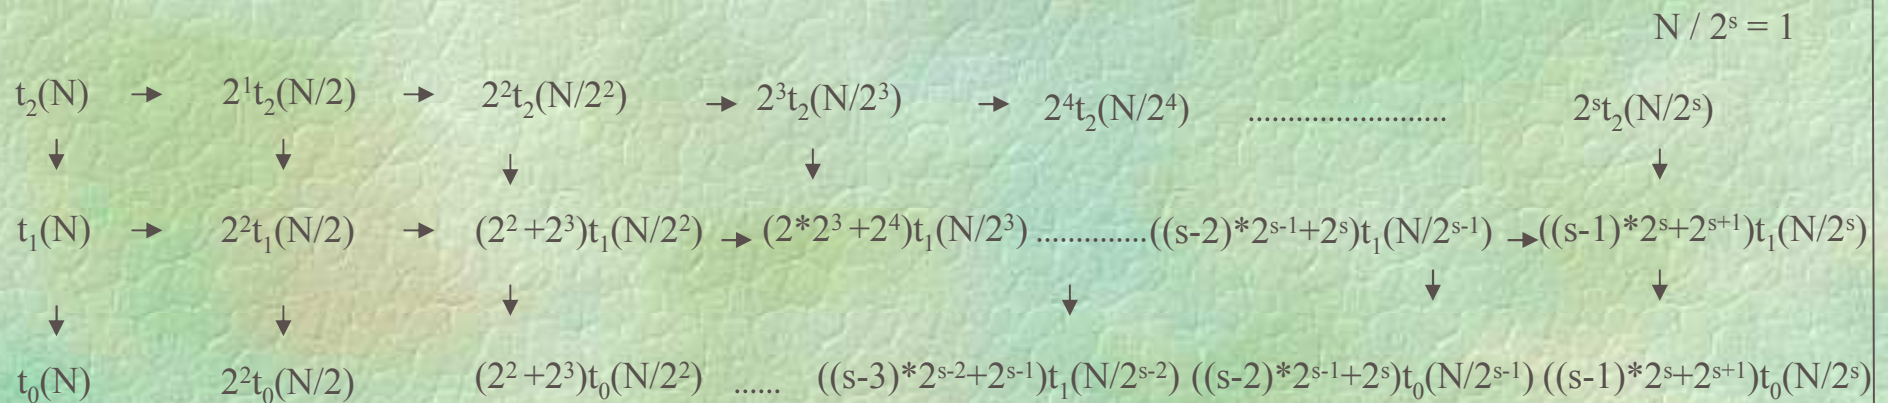 N / 2ˢ = 1
t₂(N) → 2¹t₂(N/2) → 2²t₂(N/2²) → 2³t₂(N/2³) → 2⁴t₂(N/2⁴) ......................... 2ˢt₂(N/2ˢ)
↓ ↓ ↓ ↓ ↓
t₁(N) → 2²t₁(N/2) → (2² +2³)t₁(N/2²) → (2*2³ +2⁴)t₁(N/2³) .............. ((s-2)*2ˢ⁻¹+2ˢ)t₁(N/2ˢ⁻¹) → ((s-1)*2ˢ+2ˢ⁺¹)t₁(N/2ˢ)
↓ ↓ ↓ ↓ ↓ ↓
t₀(N) 2²t₀(N/2) (2² +2³)t₀(N/2²) ...... ((s-3)*2ˢ⁻²+2ˢ⁻¹)t₁(N/2ˢ⁻²) ((s-2)*2ˢ⁻¹+2ˢ)t₀(N/2ˢ⁻¹) ((s-1)*2ˢ+2ˢ⁺¹)t₀(N/2ˢ)